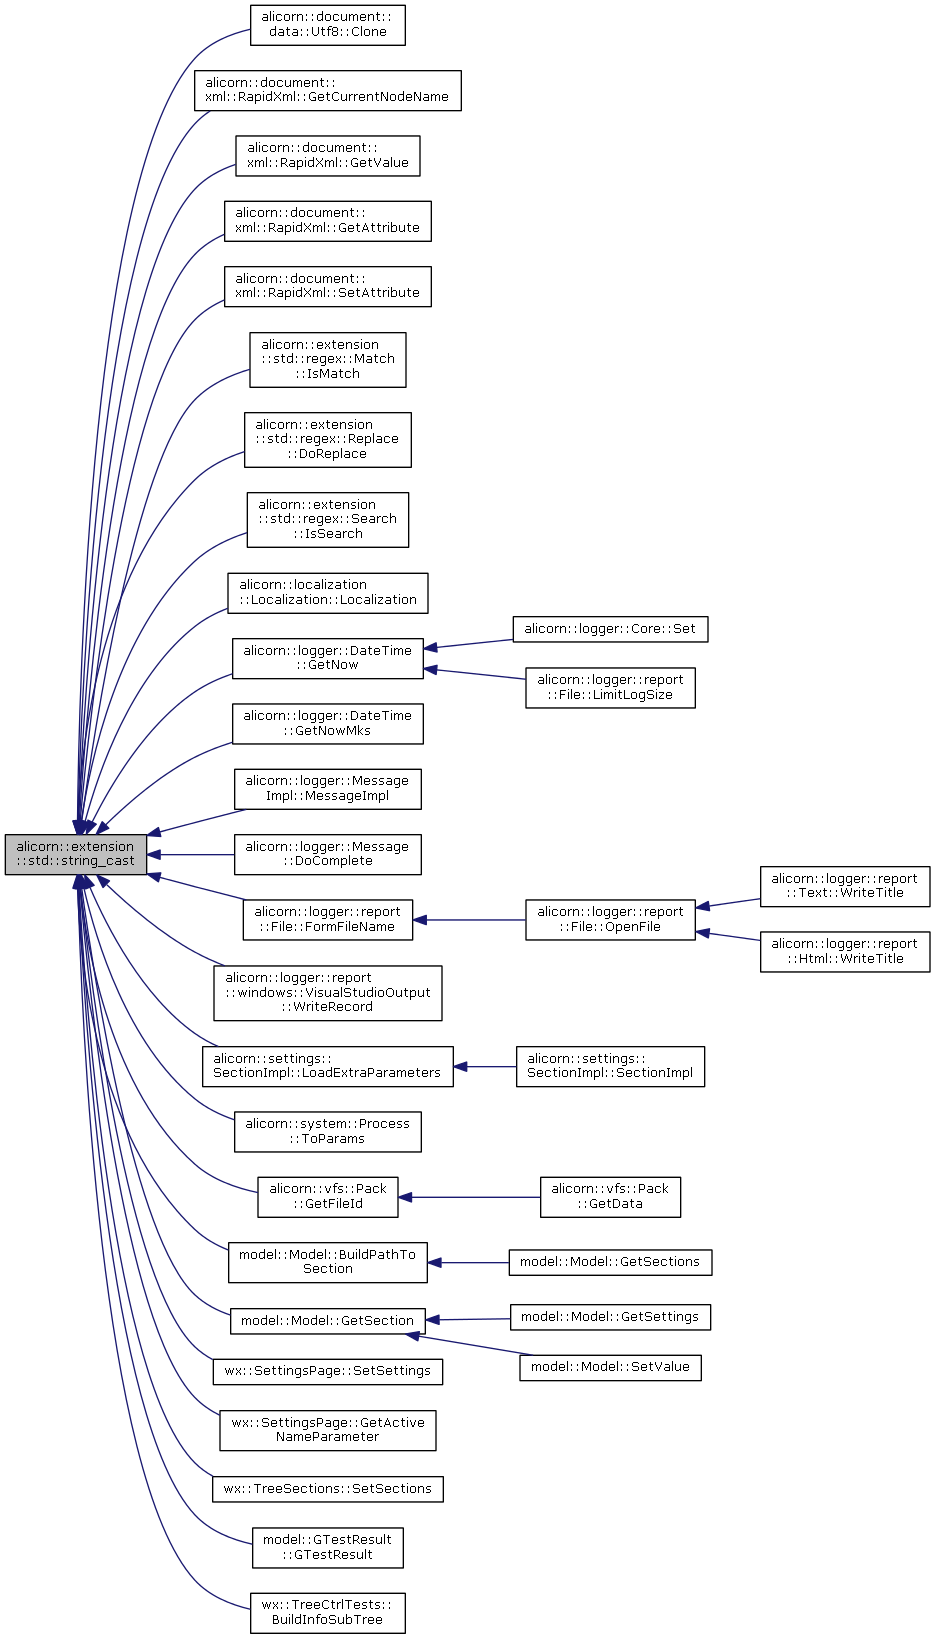 alicorn::document::
data::Utf8::Clone
alicorn::document::
xml::RapidXml::GetCurrentNodeName
alicorn::document::
xml::RapidXml::GetValue
alicorn::document::
xml::RapidXml::GetAttribute
alicorn::document::
xml::RapidXml::SetAttribute
alicorn::extension
::std::regex::Match
::IsMatch
alicorn::extension
::std::regex::Replace
::DoReplace
alicorn::extension
::std::regex::Search
::IsSearch
alicorn::localization
::Localization::Localization
alicorn::logger::Core::Set
alicorn::logger::DateTime
::GetNow
alicorn::logger::report
::File::LimitLogSize
alicorn::logger::DateTime
::GetNowMks
alicorn::logger::Message
Impl::MessageImpl
alicorn::extension
::std::string_cast
alicorn::logger::Message
::DoComplete
alicorn::logger::report
::Text::WriteTitle
alicorn::logger::report
::File::FormFileName
alicorn::logger::report
::File::OpenFile
alicorn::logger::report
::Html::WriteTitle
alicorn::logger::report
::windows::VisualStudioOutput
::WriteRecord
alicorn::settings::
SectionImpl::LoadExtraParameters
alicorn::settings::
SectionImpl::SectionImpl
alicorn::system::Process
::ToParams
alicorn::vfs::Pack
::GetFileId
alicorn::vfs::Pack
::GetData
model::Model::BuildPathTo
Section
model::Model::GetSections
model::Model::GetSection
model::Model::GetSettings
model::Model::SetValue
wx::SettingsPage::SetSettings
wx::SettingsPage::GetActive
NameParameter
wx::TreeSections::SetSections
model::GTestResult
::GTestResult
wx::TreeCtrlTests::
BuildInfoSubTree